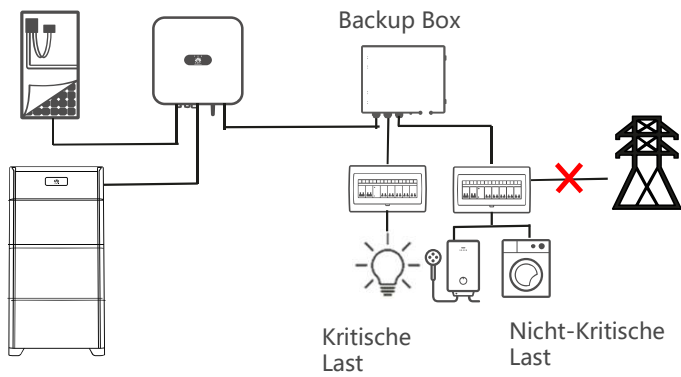 Backup Box
Kritische
Last
Nicht-Kritische
Last